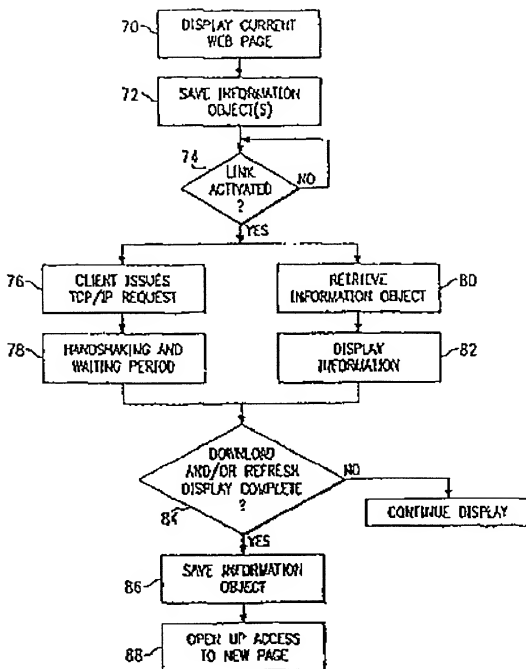 70
DISPLAY CURRENT
WEB PAGE
72
SAVE INFORMATION
OBJECT(S)
74
LINK
ACTIVATED
?
NO
YES
76
CLIENT ISSUES
TCP/IP REQUEST
RETRIEVE
INFORMATION OBJECT
80
78
HANDSHAKING AND
WAITING PERIOD
DISPLAY
INFORMATION
82
DOWNLOAD
AND/OR REFRESH
DISPLAY COMPLETE
?
NO
84
YES
CONTINUE DISPLAY
86
SAVE INFORMATION
OBJECT
88
OPEN UP ACCESS
TO NEW PAGE